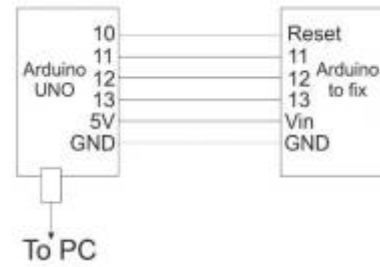 10 Reset
11 11
Arduino 12 12 Arduino
UNO 13 13 to fix
5V Vin
GND GND
To PC